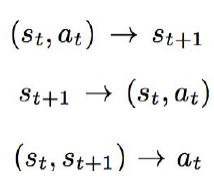 (s_t, a_t) → s_{t+1}
s_{t+1} → (s_t, a_t)
(s_t, s_{t+1}) → a_t